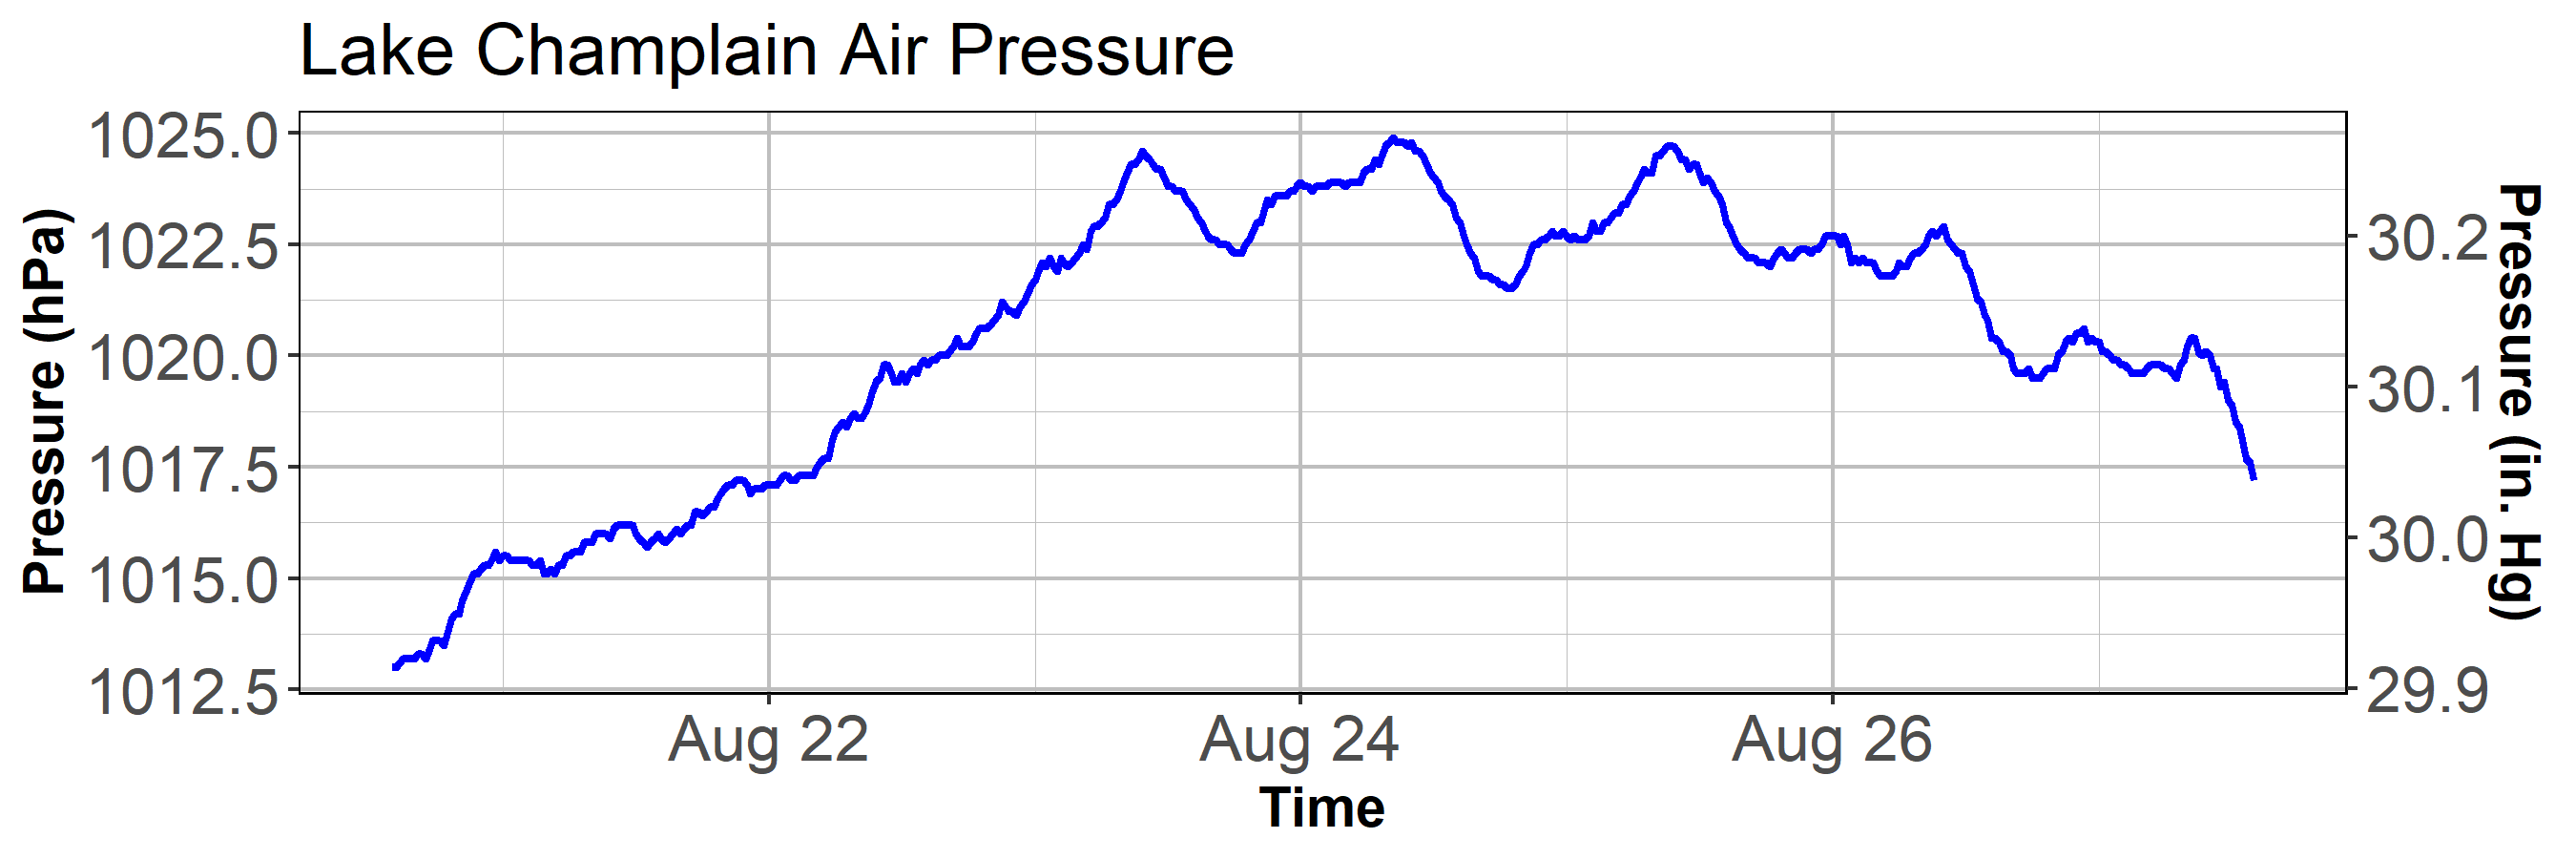 Lake Champlain Air Pressure
Pressure (hPa)
1025.0
1022.5
1020.0
1017.5
1015.0
1012.5
30.2
30.1
30.0
29.9
Pressure (in. Hg)
Aug 22
Aug 24
Aug 26
Time